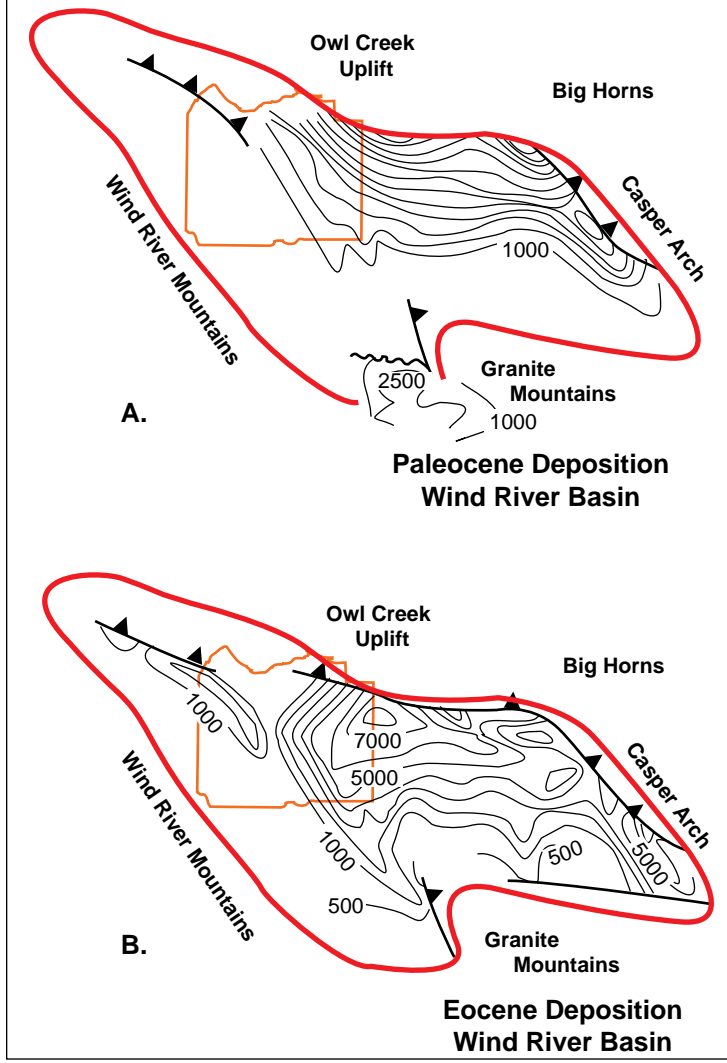 Owl Creek
Uplift
Big Horns
Wind River Mountains
Casper Arch
1000
Granite
Mountains
2500
1000
A.
Paleocene Deposition
Wind River Basin
Owl Creek
Uplift
Big Horns
1000
7000
5000
Wind River Mountains
Casper Arch
1000
500
5000
500
B.
Granite
Mountains
Eocene Deposition
Wind River Basin